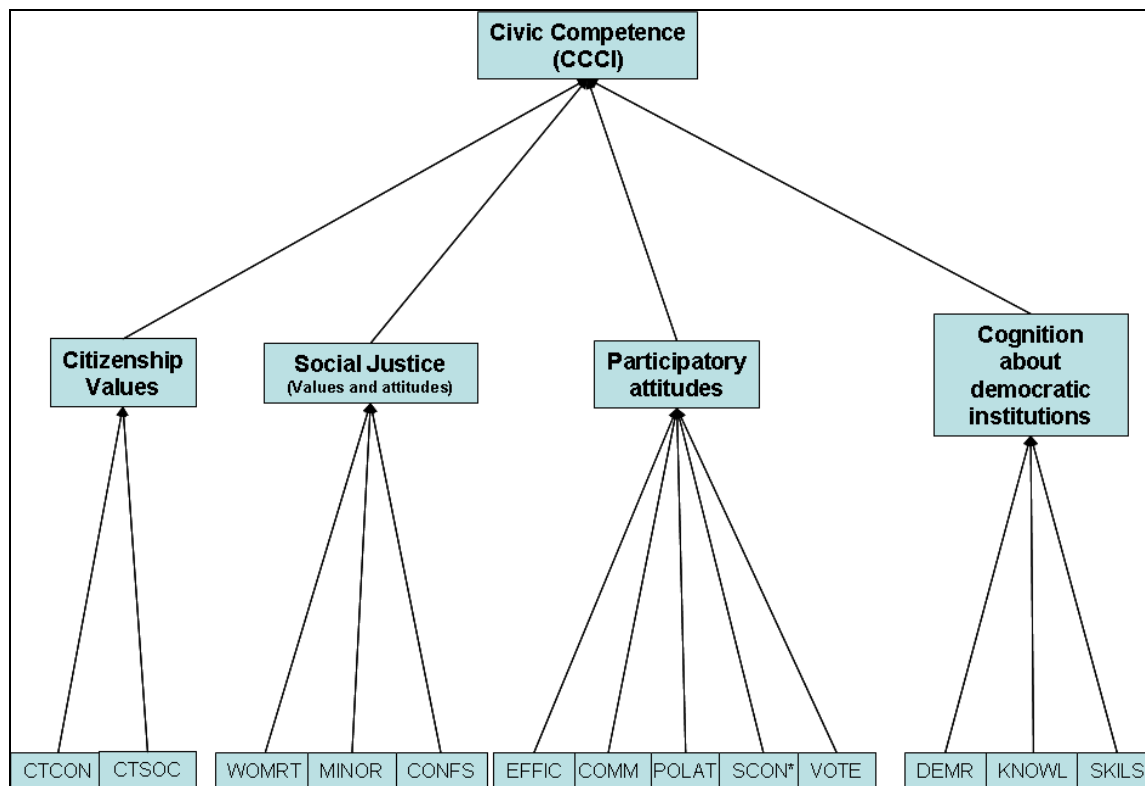 Civic Competence
(CCCI)
Citizenship
Values
Social Justice
(Values and attitudes)
Participatory
attitudes
Cognition
about
democratic
institutions
CTCON
CTSOC
WOMRT
MINOR
CONFS
EFFIC
COMM
POLAT
SCON*
VOTE
DEMR
KNOWL
SKILS